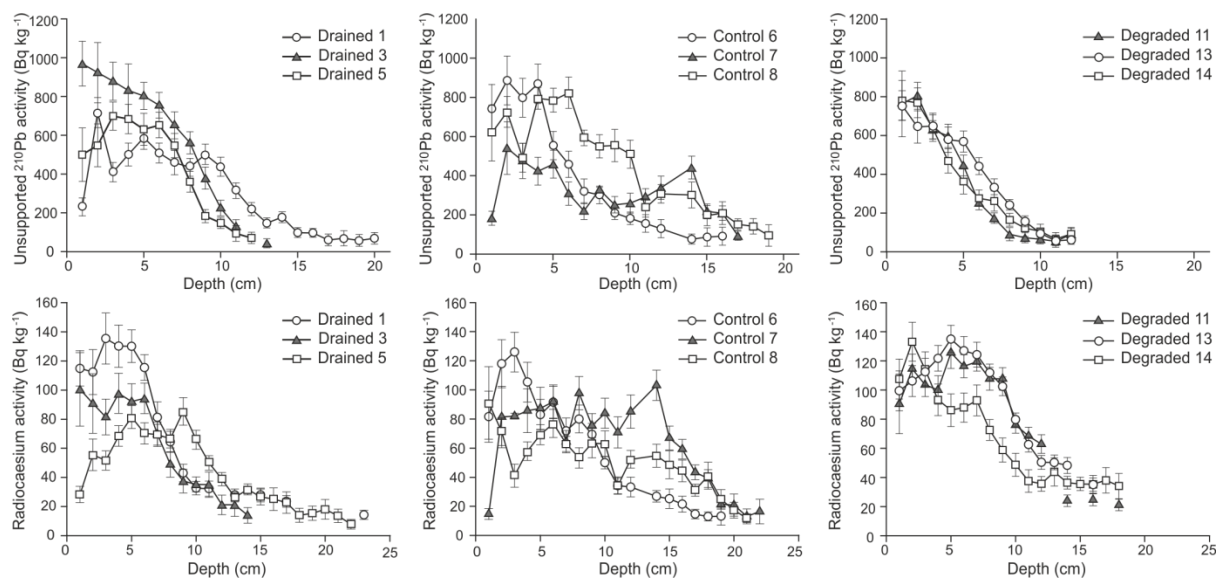 Unsupported ²¹⁰Pb activity (Bq kg⁻¹)
1200
1000
800
600
400
200
0
0 5 10 15 20
Depth (cm)
Drained 1
Drained 3
Drained 5
Unsupported ²¹⁰Pb activity (Bq kg⁻¹)
1200
1000
800
600
400
200
0
0 5 10 15 20
Depth (cm)
Control 6
Control 7
Control 8
Unsupported ²¹⁰Pb activity (Bq kg⁻¹)
1200
1000
800
600
400
200
0
0 5 10 15 20
Depth (cm)
Degraded 11
Degraded 13
Degraded 14
Radiocaesium activity (Bq kg⁻¹)
160
140
120
100
80
60
40
20
0
0 5 10 15 20 25
Depth (cm)
Drained 1
Drained 3
Drained 5
Radiocaesium activity (Bq kg⁻¹)
160
140
120
100
80
60
40
20
0
0 5 10 15 20 25
Depth (cm)
Control 6
Control 7
Control 8
Radiocaesium activity (Bq kg⁻¹)
160
140
120
100
80
60
40
20
0
0 5 10 15 20 25
Depth (cm)
Degraded 11
Degraded 13
Degraded 14